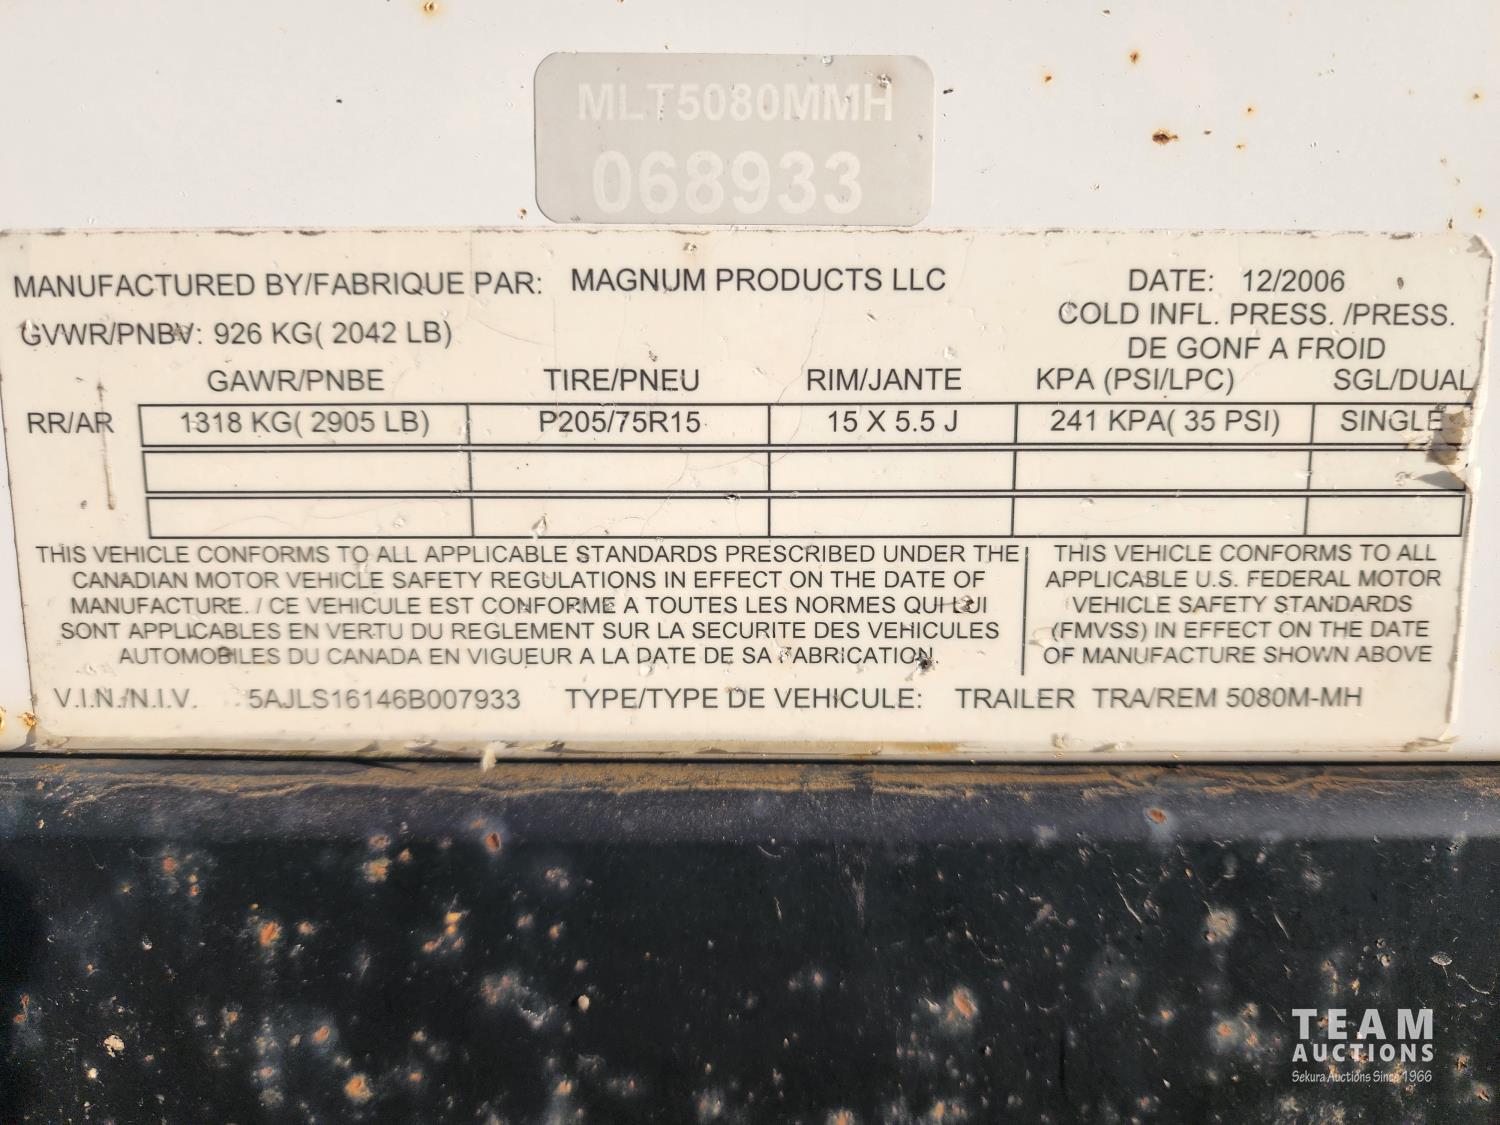 MLT5080MMH
068933
MANUFACTURED BY/FABRIQUE PAR: MAGNUM PRODUCTS LLC DATE: 12/2006
GVWR/PNBV: 926 KG( 2042 LB) COLD INFL. PRESS. /PRESS.
DE GONF A FROID
GAWR/PNBE TIRE/PNEU RIM/JANTE KPA (PSI/LPC) SGL/DUAL
RR/AR 1318 KG( 2905 LB) P205/75R15 15 X 5.5 J 241 KPA( 35 PSI) SINGLE
THIS VEHICLE CONFORMS TO ALL APPLICABLE STANDARDS PRESCRIBED UNDER THE
CANADIAN MOTOR VEHICLE SAFETY REGULATIONS IN EFFECT ON THE DATE OF
MANUFACTURE. / CE VEHICULE EST CONFORME A TOUTES LES NORMES QUI LUI
SONT APPLICABLES EN VERTU DU REGLEMENT SUR LA SECURITE DES VEHICULES
AUTOMOBILES DU CANADA EN VIGUEUR A LA DATE DE SA FABRICATION.
THIS VEHICLE CONFORMS TO ALL
APPLICABLE U.S. FEDERAL MOTOR
VEHICLE SAFETY STANDARDS
(FMVSS) IN EFFECT ON THE DATE
OF MANUFACTURE SHOWN ABOVE
V.I.N./N.I.V. 5AJLS16146B007933 TYPE/TYPE DE VEHICULE: TRAILER TRA/REM 5080M-MH
TEAM
AUCTIONS
Sekura Auctions Since 1966